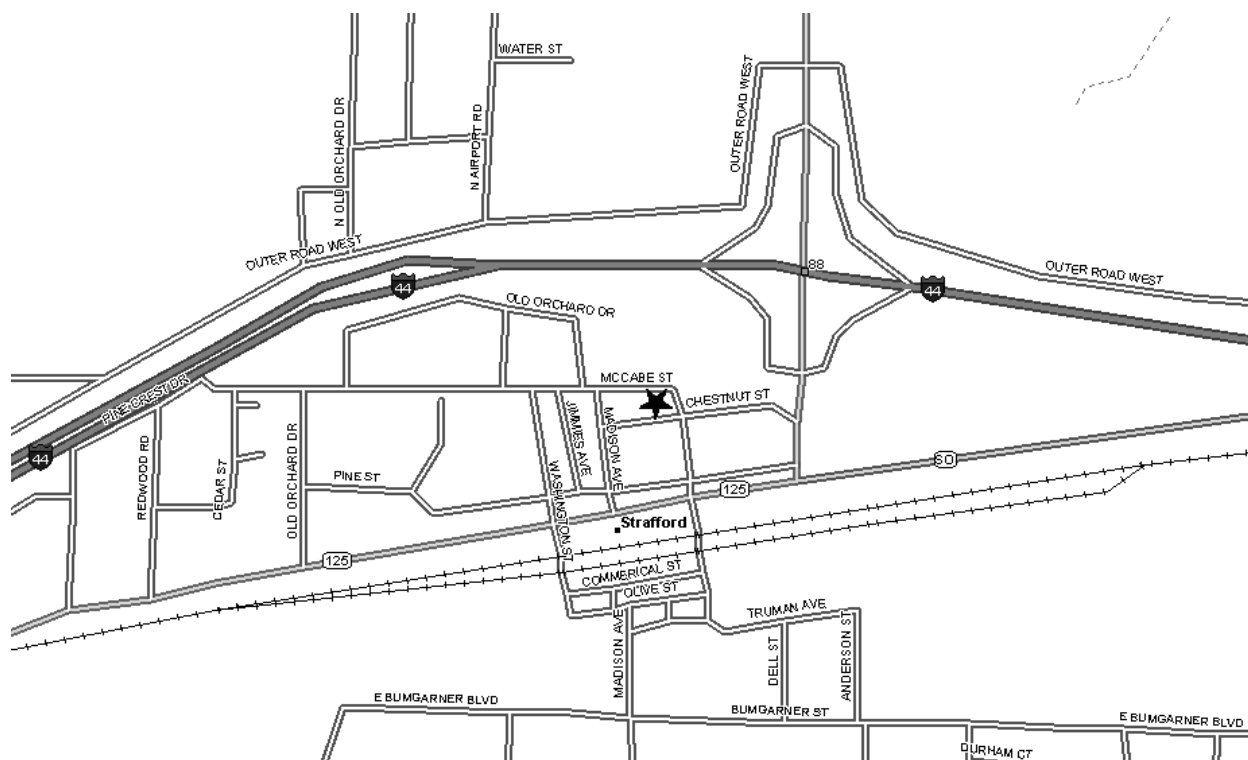 WATER ST
N OLD ORCHARD DR
N AIRPORT RD
OUTER ROAD WEST
OUTER ROAD WEST
88
OUTER ROAD WEST
44
44
OLD ORCHARD DR
MCCABE ST
CHESTNUT ST
PINE CREST DR
JIMMIES AVE
MADISON AVE
44
REDWOOD RD
CEDAR ST
OLD ORCHARD DR
PINE ST
WASHINGTON ST
SO
125
Strafford
125
COMMERICAL ST
OLIVE ST
TRUMAN AVE
MADISON AVE
DELL ST
ANDERSON ST
E BUMGARNER BLVD
BUMGARNER ST
E BUMGARNER BLVD
DURHAM CT